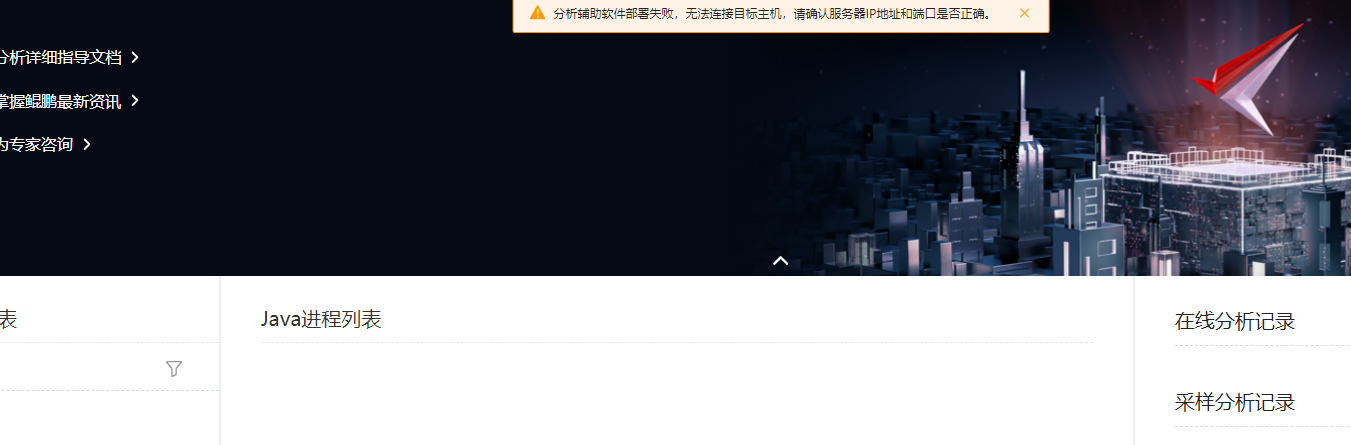 分析辅助软件部署失败，无法连接目标主机，请确认服务器IP地址和端口是否正确。
分析详细指导文档
掌握鲲鹏最新资讯
为专家咨询
表
Java进程列表
在线分析记录
采样分析记录